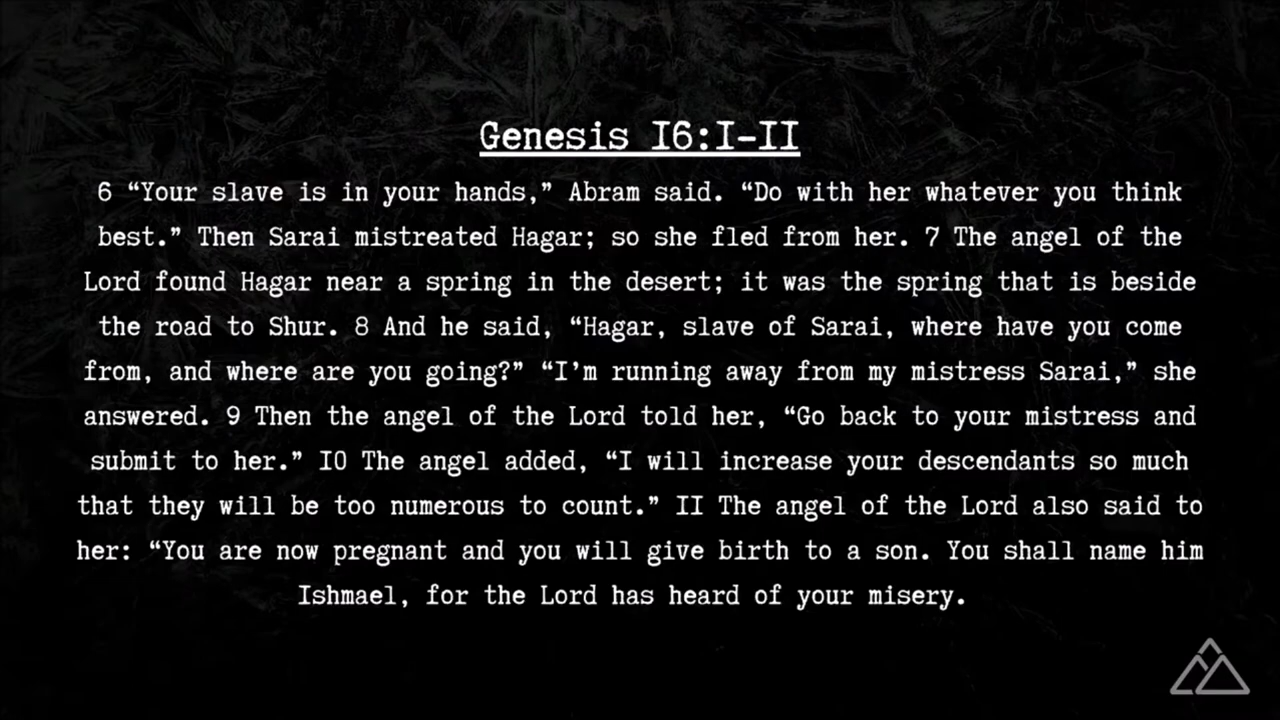 Genesis 16:1-11
6 “Your slave is in your hands,” Abram said. “Do with her whatever you think
best.” Then Sarai mistreated Hagar; so she fled from her. 7 The angel of the
Lord found Hagar near a spring in the desert; it was the spring that is beside
the road to Shur. 8 And he said, “Hagar, slave of Sarai, where have you come
from, and where are you going?” “I’m running away from my mistress Sarai,” she
answered. 9 Then the angel of the Lord told her, “Go back to your mistress and
submit to her.” 10 The angel added, “I will increase your descendants so much
that they will be too numerous to count.” 11 The angel of the Lord also said to
her: “You are now pregnant and you will give birth to a son. You shall name him
Ishmael, for the Lord has heard of your misery.